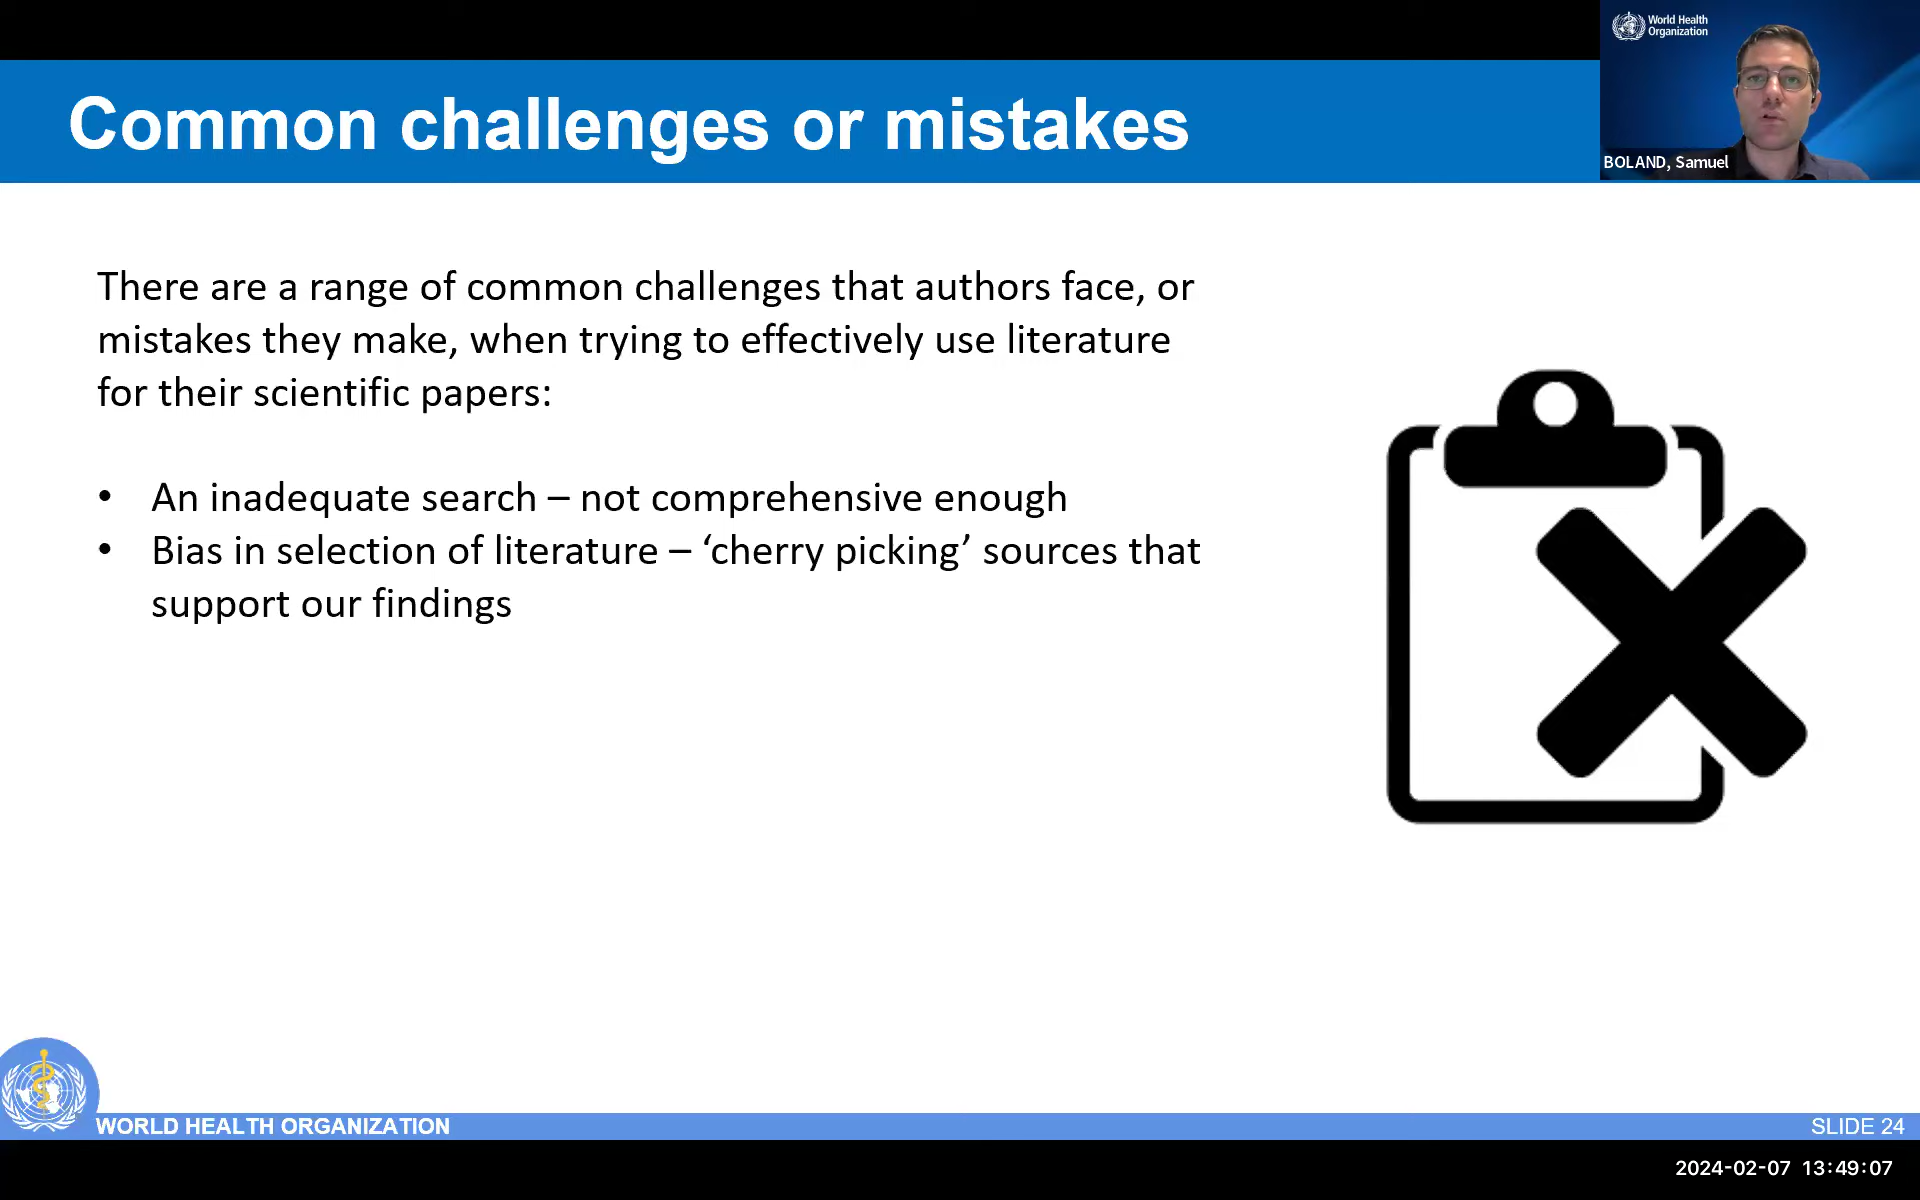 World Health
Organization
BOLAND, Samuel
Common challenges or mistakes
There are a range of common challenges that authors face, or
mistakes they make, when trying to effectively use literature
for their scientific papers:
• An inadequate search – not comprehensive enough
• Bias in selection of literature – ‘cherry picking’ sources that
support our findings
WORLD HEALTH ORGANIZATION
SLIDE 24
2024-02-07 13:49:07